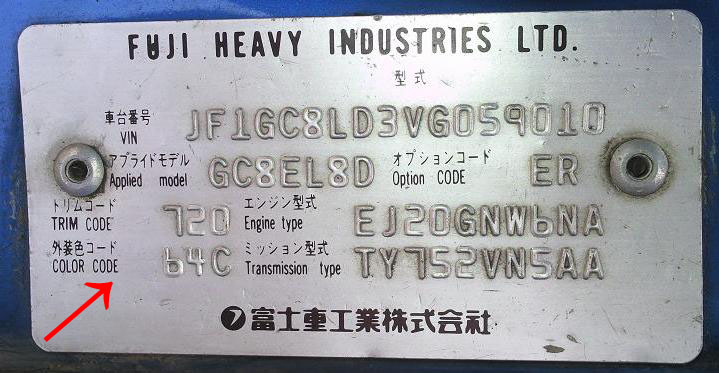 FUJI HEAVY INDUSTRIES LTD.
型式
車台番号
VIN JF1GC8LD3VG059010
アプライドモデル
Applied model GC8EL8D
オプションコード
Option CODE ER
トリムコード
TRIM CODE 720
エンジン型式
Engine type EJ20GNW6NA
外装色コード
COLOR CODE 64C
ミッション型式
Transmission type TY752VN5AA
富士重工業株式会社